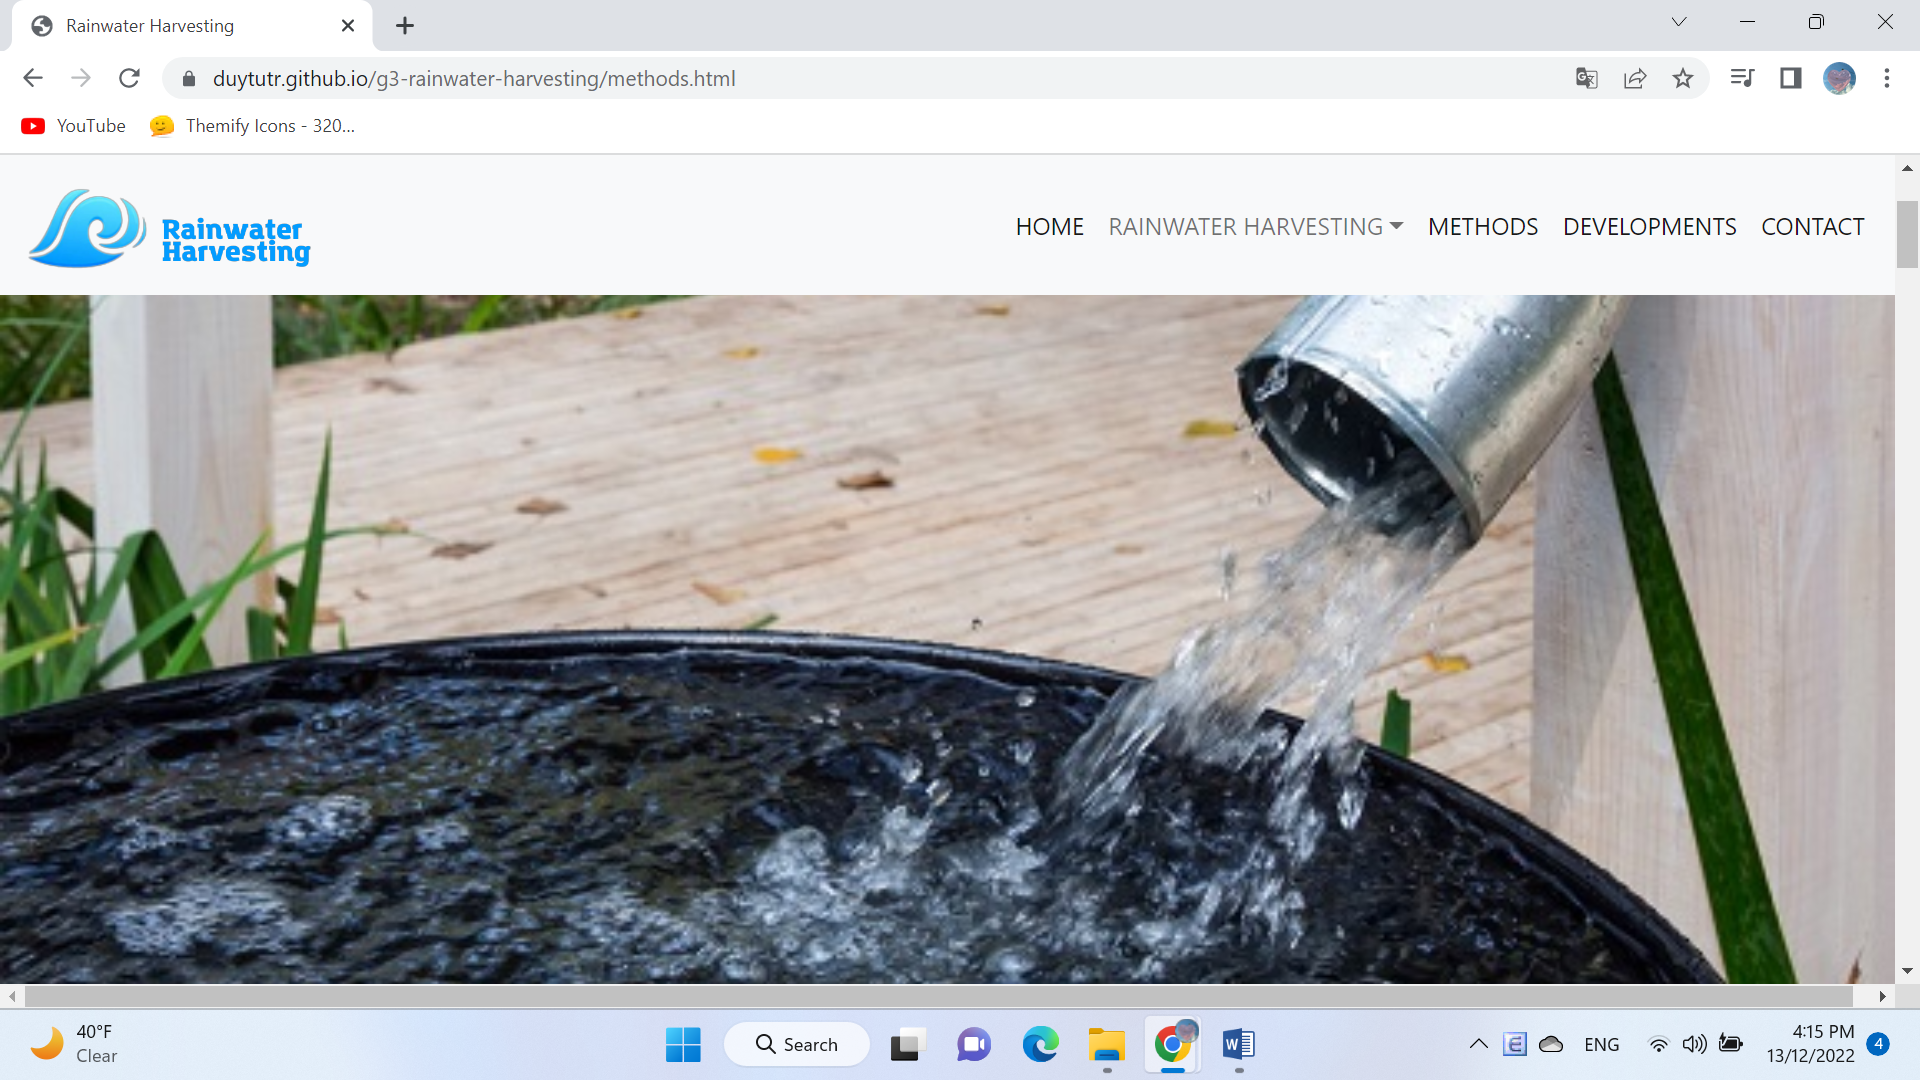 Rainwater Harvesting
duytutr.github.io/g3-rainwater-harvesting/methods.html
YouTube
Themify Icons - 320...
Rainwater
Harvesting
HOME RAINWATER HARVESTING METHODS DEVELOPMENTS CONTACT
40°F
Clear
Search
ENG
4:15 PM
13/12/2022
4